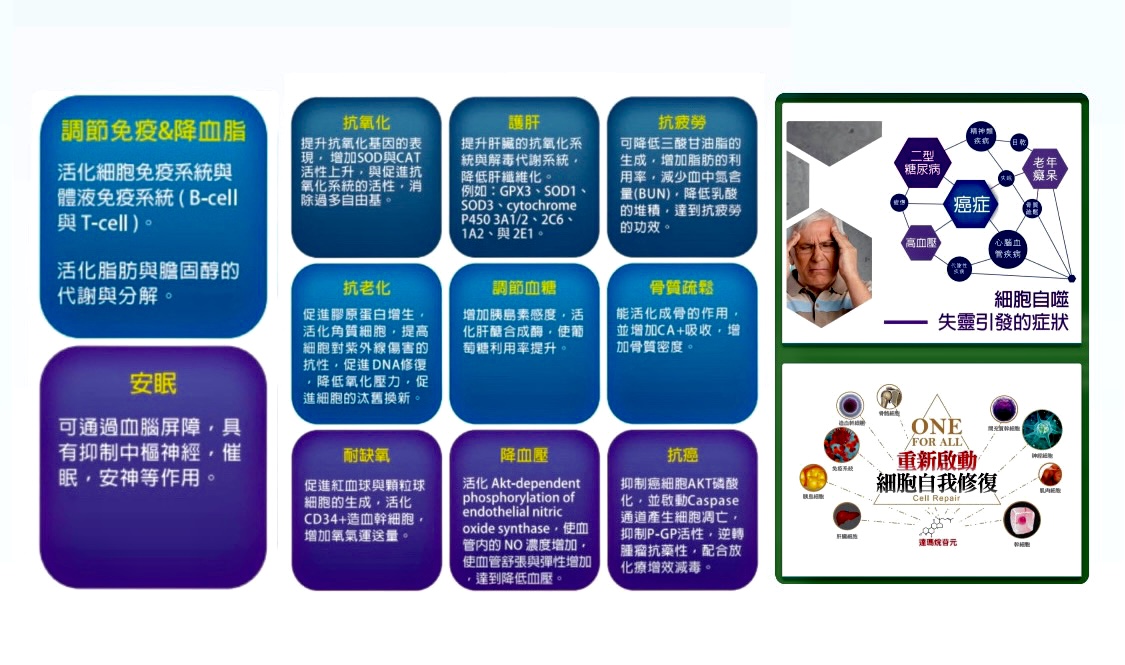 調節免疫&降血脂
活化細胞免疫系統與
體液免疫系統 ( B-cell
與 T-cell ) 。
活化脂肪與膽固醇的
代謝與分解。
安眠
可通過血腦屏障，具
有抑制中樞神經，催
眠，安神等作用。
抗氧化
提升抗氧化基因的表
現，增加SOD與CAT
活性上升，與促進抗
氧化系統的活性，消
除過多自由基。
護肝
提升肝臟的抗氧化系
統與解毒代謝系統，
降低肝纖維化。
例如：GPX3、SOD1、
SOD3、cytochrome
P450 3A1/2、2C6、
1A2、與 2E1。
抗疲勞
可降低三酸甘油脂的
生成，增加脂肪的利
用率，減少血中氮含
量(BUN)，降低乳酸
的堆積，達到抗疲勞
的功效。
抗老化
促進膠原蛋白增生，
活化角質細胞，提高
細胞對紫外線傷害的
抗性，促進DNA修復
，降低氧化壓力，促
進細胞的汰舊換新。
調節血糖
增加胰島素感度，活
化肝醣合成酶，使葡
萄糖利用率提升。
骨質疏鬆
能活化成骨的作用，
並增加CA+吸收，增
加骨質密度。
耐缺氧
促進紅血球與顆粒球
細胞的生成，活化
CD34+造血幹細胞，
增加氧氣運送量。
降血壓
活化 Akt-dependent
phosphorylation of
endothelial nitric
oxide synthase，使血
管內的 NO 濃度增加，
使血管舒張與彈性增加
，達到降低血壓。
抗癌
抑制癌細胞AKT磷酸
化，並啟動Caspase
通道產生細胞凋亡，
抑制P-GP活性，逆轉
腫瘤抗藥性，配合放
化療增效減毒。
精神類
疾病
二型
糖尿病
老年
癡呆
失眠
癌症
骨質
疏鬆
高血壓
心腦血
管疾病
代謝性
疾病
細胞自噬
失靈引發的症狀
骨骼細胞
造血幹細胞
間充質幹細胞
ONE
FOR ALL
免疫系統
神經細胞
重新啟動
細胞自我修復
Cell Repair
胰島細胞
肌肉細胞
肝臟細胞
達瑪烷苷元
幹細胞